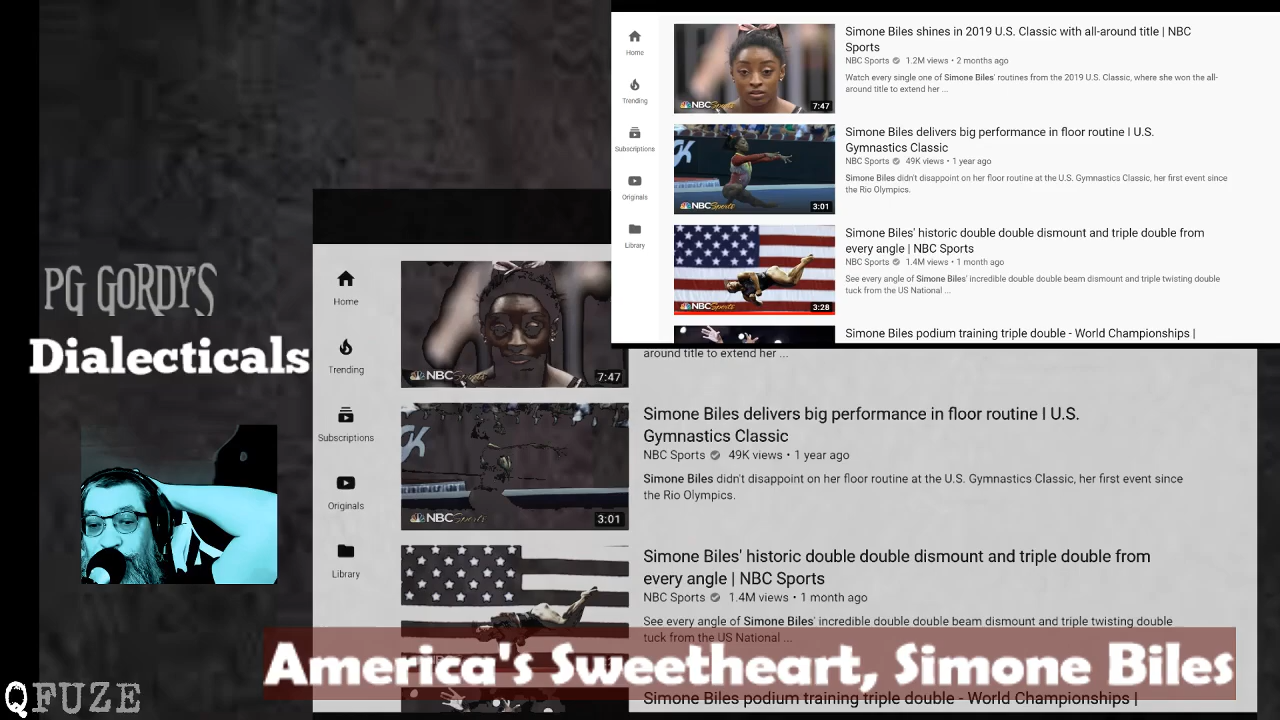 Home
Trending
Subscriptions
Originals
Library
NBC Sports
7:47
Simone Biles shines in 2019 U.S. Classic with all-around title | NBC
Sports
NBC Sports 1.2M views • 2 months ago
Watch every single one of Simone Biles' routines from the 2019 U.S. Classic, where she won the all-
around title to extend her ...
NBC Sports
3:01
Simone Biles delivers big performance in floor routine I U.S.
Gymnastics Classic
NBC Sports 49K views • 1 year ago
Simone Biles didn't disappoint on her floor routine at the U.S. Gymnastics Classic, her first event since
the Rio Olympics.
NBC Sports
3:28
Simone Biles' historic double double dismount and triple double from
every angle | NBC Sports
NBC Sports 1.4M views • 1 month ago
See every angle of Simone Biles' incredible double double beam dismount and triple twisting double
tuck from the US National ...
Simone Biles podium training triple double - World Championships |
Dialecticals
Home
Trending
Subscriptions
Originals
Library
NBC Sports
7:47
around title to extend her ...
NBC Sports
3:01
Simone Biles delivers big performance in floor routine I U.S.
Gymnastics Classic
NBC Sports 49K views • 1 year ago
Simone Biles didn't disappoint on her floor routine at the U.S. Gymnastics Classic, her first event since
the Rio Olympics.
Simone Biles' historic double double dismount and triple double from
every angle | NBC Sports
NBC Sports 1.4M views • 1 month ago
See every angle of Simone Biles' incredible double double beam dismount and triple twisting double
tuck from the US National ...
America's Sweetheart, Simone Biles
Simone Biles podium training triple double - World Championships |
QFUZE